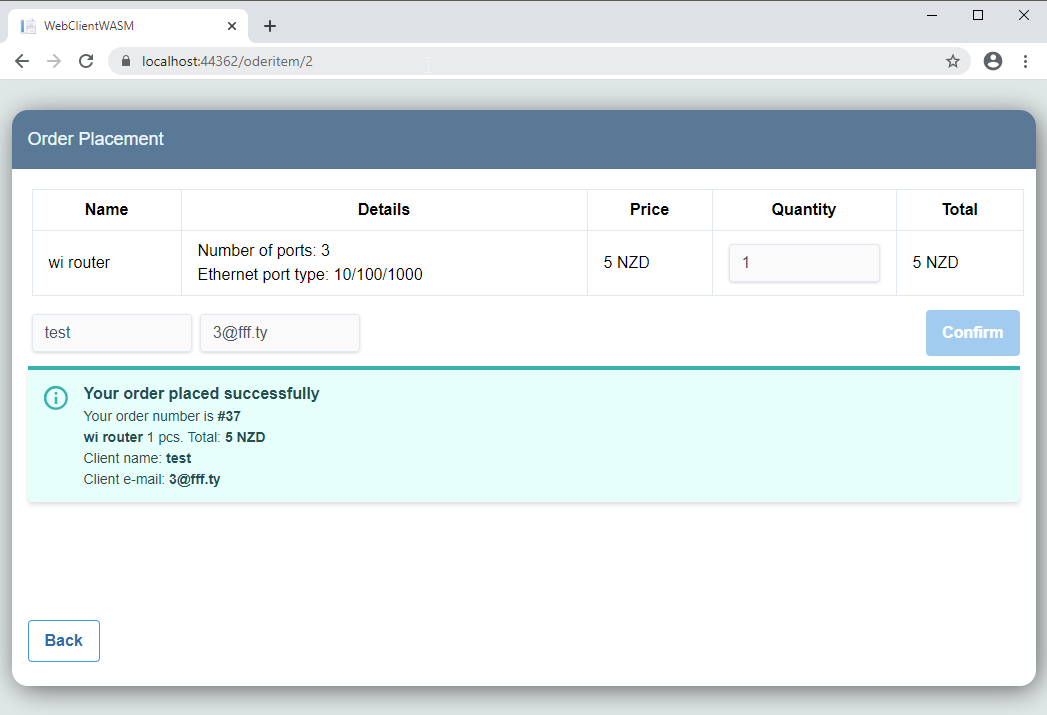 WebClientWASM
localhost:44362/oderitem/2
Order Placement
Name Details Price Quantity Total
wi router Number of ports: 3 5 NZD 1 5 NZD
Ethernet port type: 10/100/1000
test 3@fff.ty Confirm
Your order placed successfully
Your order number is #37
wi router 1 pcs. Total: 5 NZD
Client name: test
Client e-mail: 3@fff.ty
Back